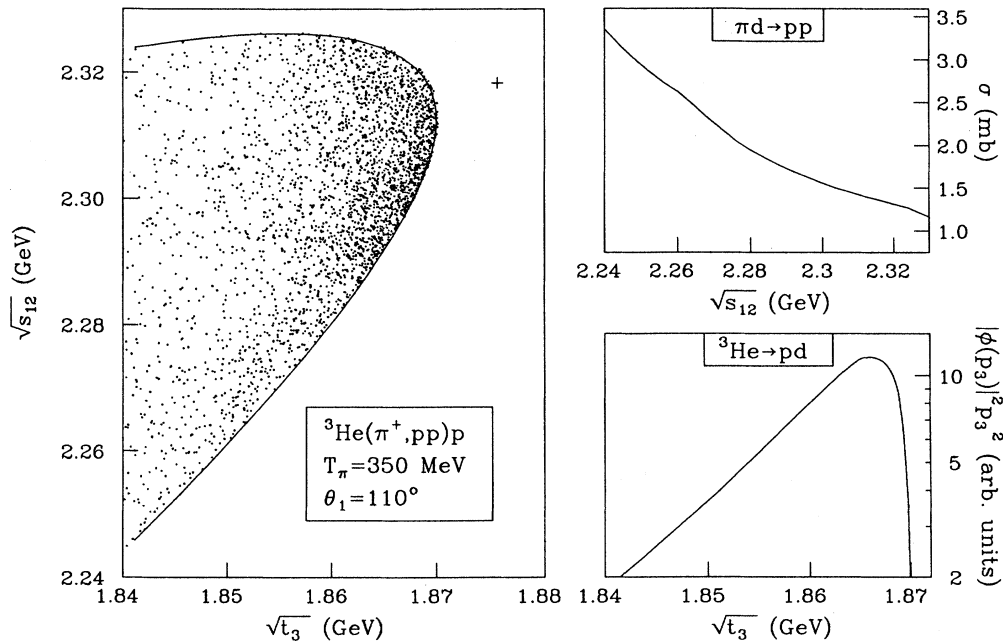 2.32
2.30
2.28
2.26
2.24
√s₁₂ (GeV)
³He(π⁺,pp)p
T_π=350 MeV
θ₁=110°
1.84 1.85 1.86 1.87 1.88
√t₃ (GeV)
πd→pp
3.5
3.0
2.5
2.0
1.5
1.0
σ (mb)
2.24 2.26 2.28 2.3 2.32
√s₁₂ (GeV)
³He→pd
10
5
2
|ϕ(p₃)|²p₃² (arb. units)
1.84 1.85 1.86 1.87
√t₃ (GeV)